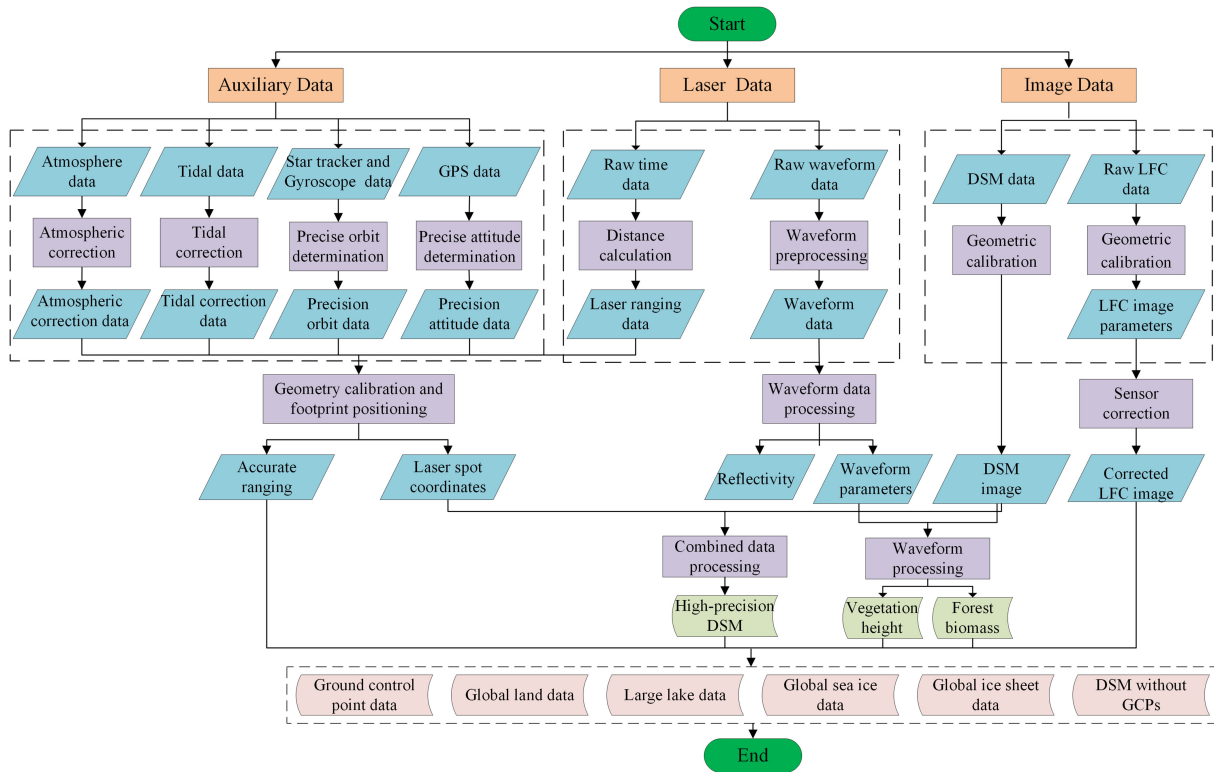 Start
Auxiliary Data
Laser Data
Image Data
Atmosphere
data
Tidal data
Star tracker and
Gyroscope data
GPS data
Raw time
data
Raw waveform
data
DSM data
Raw LFC
data
Atmospheric
correction
Tidal
correction
Precise orbit
determination
Precise attitude
determination
Distance
calculation
Waveform
preprocessing
Geometric
calibration
Geometric
calibration
Atmospheric
correction data
Tidal correction
data
Precision
orbit data
Precision
attitude data
Laser ranging
data
Waveform
data
LFC image
parameters
Geometry calibration and
footprint positioning
Waveform data
processing
Sensor
correction
Accurate
ranging
Laser spot
coordinates
Reflectivity
Waveform
parameters
DSM
image
Corrected
LFC image
Combined data
processing
Waveform
processing
High-precision
DSM
Vegetation
height
Forest
biomass
Ground control
point data
Global land data
Large lake data
Global sea ice
data
Global ice sheet
data
DSM without
GCPs
End